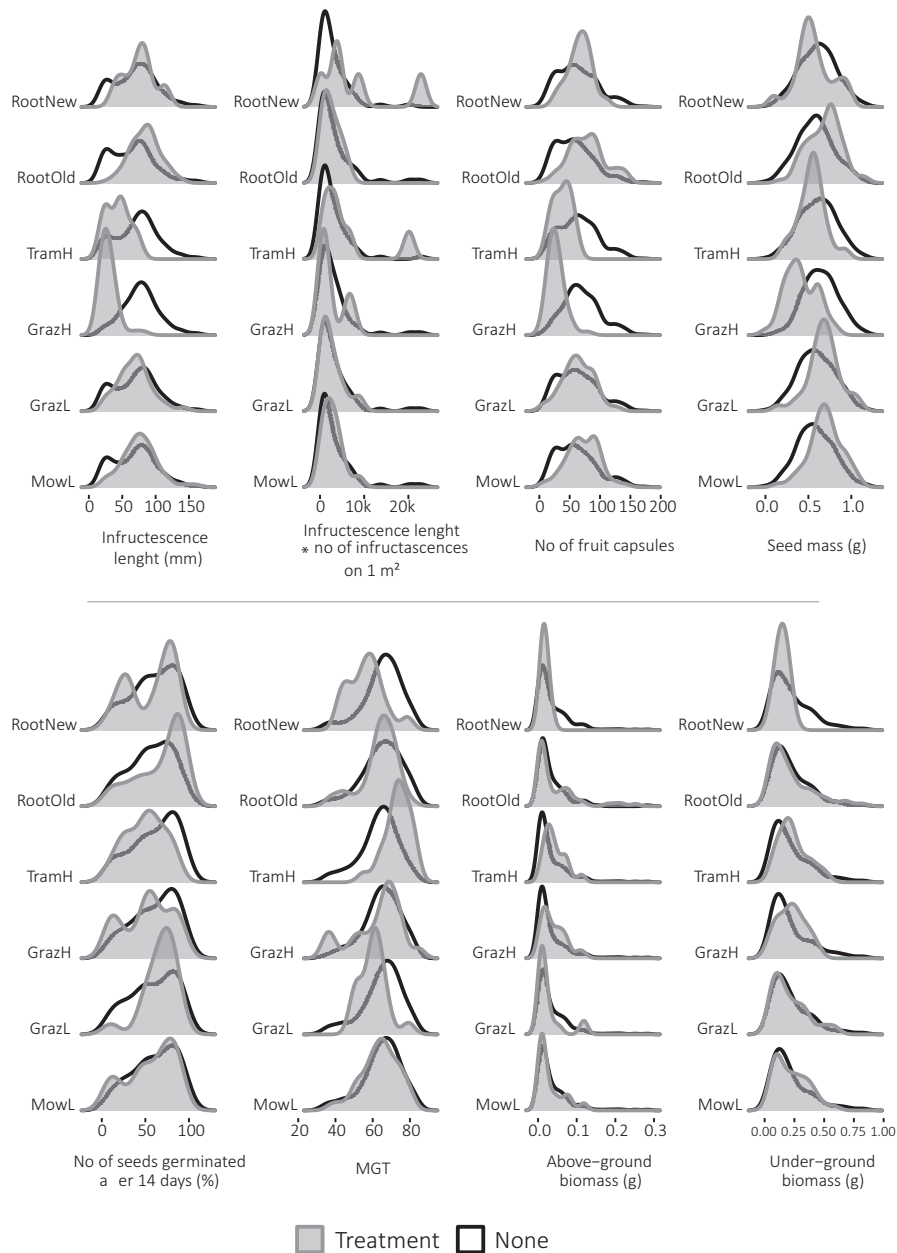 RootNew RootNew RootNew RootNew
RootOld RootOld RootOld RootOld
TramH TramH TramH TramH
GrazH GrazH GrazH GrazH
GrazL GrazL GrazL GrazL
MowL MowL MowL MowL
0 50 100 150 0 10k 20k 0 50 100 150 200 0.0 0.5 1.0
Infructescence
lenght (mm)
Infructescence lenght
* no of infructascences
on 1 m²
No of fruit capsules
Seed mass (g)
RootNew RootNew RootNew RootNew
RootOld RootOld RootOld RootOld
TramH TramH TramH TramH
GrazH GrazH GrazH GrazH
GrazL GrazL GrazL GrazL
MowL MowL MowL MowL
0 50 100 20 40 60 80 0.0 0.1 0.2 0.3 0.00 0.25 0.50 0.75 1.00
No of seeds germinated
a er 14 days (%)
MGT
Above–ground
biomass (g)
Under–ground
biomass (g)
Treatment None